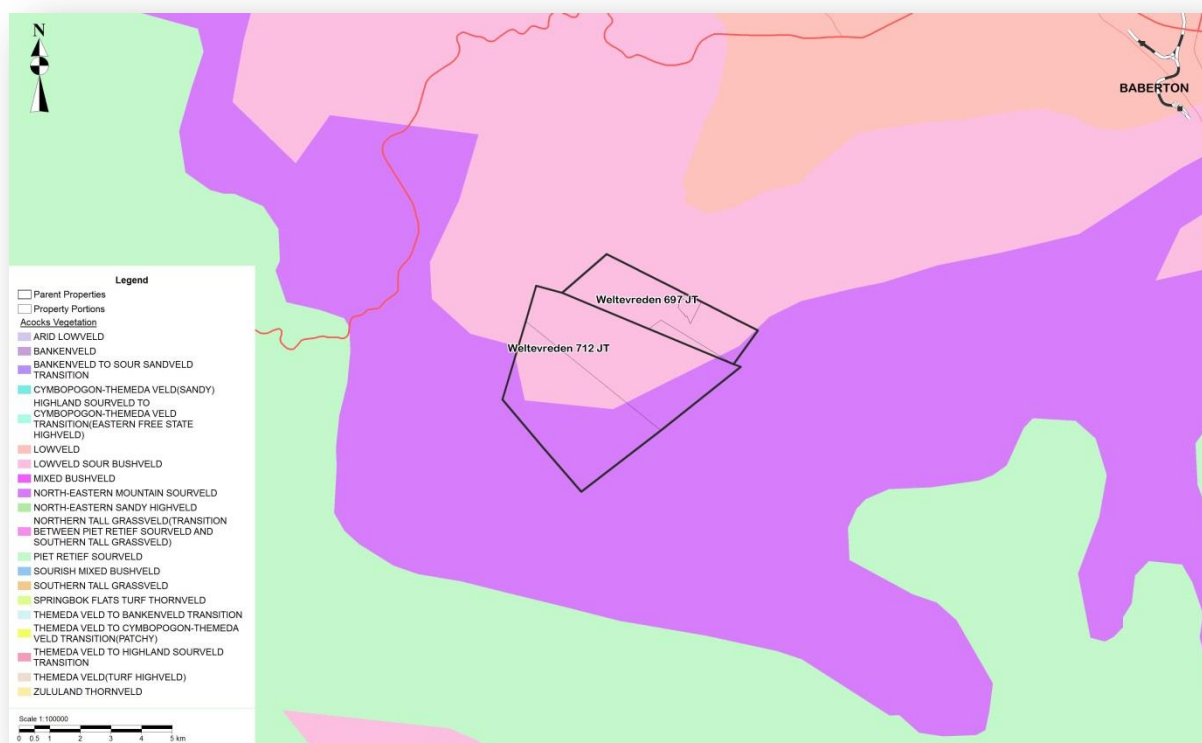 N
BABERTON
Weltevreden 697 JT
Weltevreden 712 JT
Legend
Parent Properties
Property Portions
Acocks Vegetation
ARID LOWVELD
BANKENVELD
BANKENVELD TO SOUR SANDVELD
TRANSITION
CYMBOPOGON-THEMEDA VELD(SANDY)
HIGHLAND SOURVELD TO
CYMBOPOGON-THEMEDA VELD
TRANSITION(EASTERN FREE STATE
HIGHVELD)
LOWVELD
LOWVELD SOUR BUSHVELD
MIXED BUSHVELD
NORTH-EASTERN MOUNTAIN SOURVELD
NORTH-EASTERN SANDY HIGHVELD
NORTHERN TALL GRASSVELD(TRANSITION
BETWEEN PIET RETIEF SOURVELD AND
SOUTHERN TALL GRASSVELD)
PIET RETIEF SOURVELD
SOURISH MIXED BUSHVELD
SOUTHERN TALL GRASSVELD
SPRINGBOK FLATS TURF THORNVELD
THEMEDA VELD TO BANKENVELD TRANSITION
THEMEDA VELD TO CYMBOPOGON-THEMEDA
VELD TRANSITION(PATCHY)
THEMEDA VELD TO HIGHLAND SOURVELD
TRANSITION
THEMEDA VELD(TURF HIGHVELD)
ZULULAND THORNVELD
Scale 1:100000
0 0.5 1 2 3 4 5 km